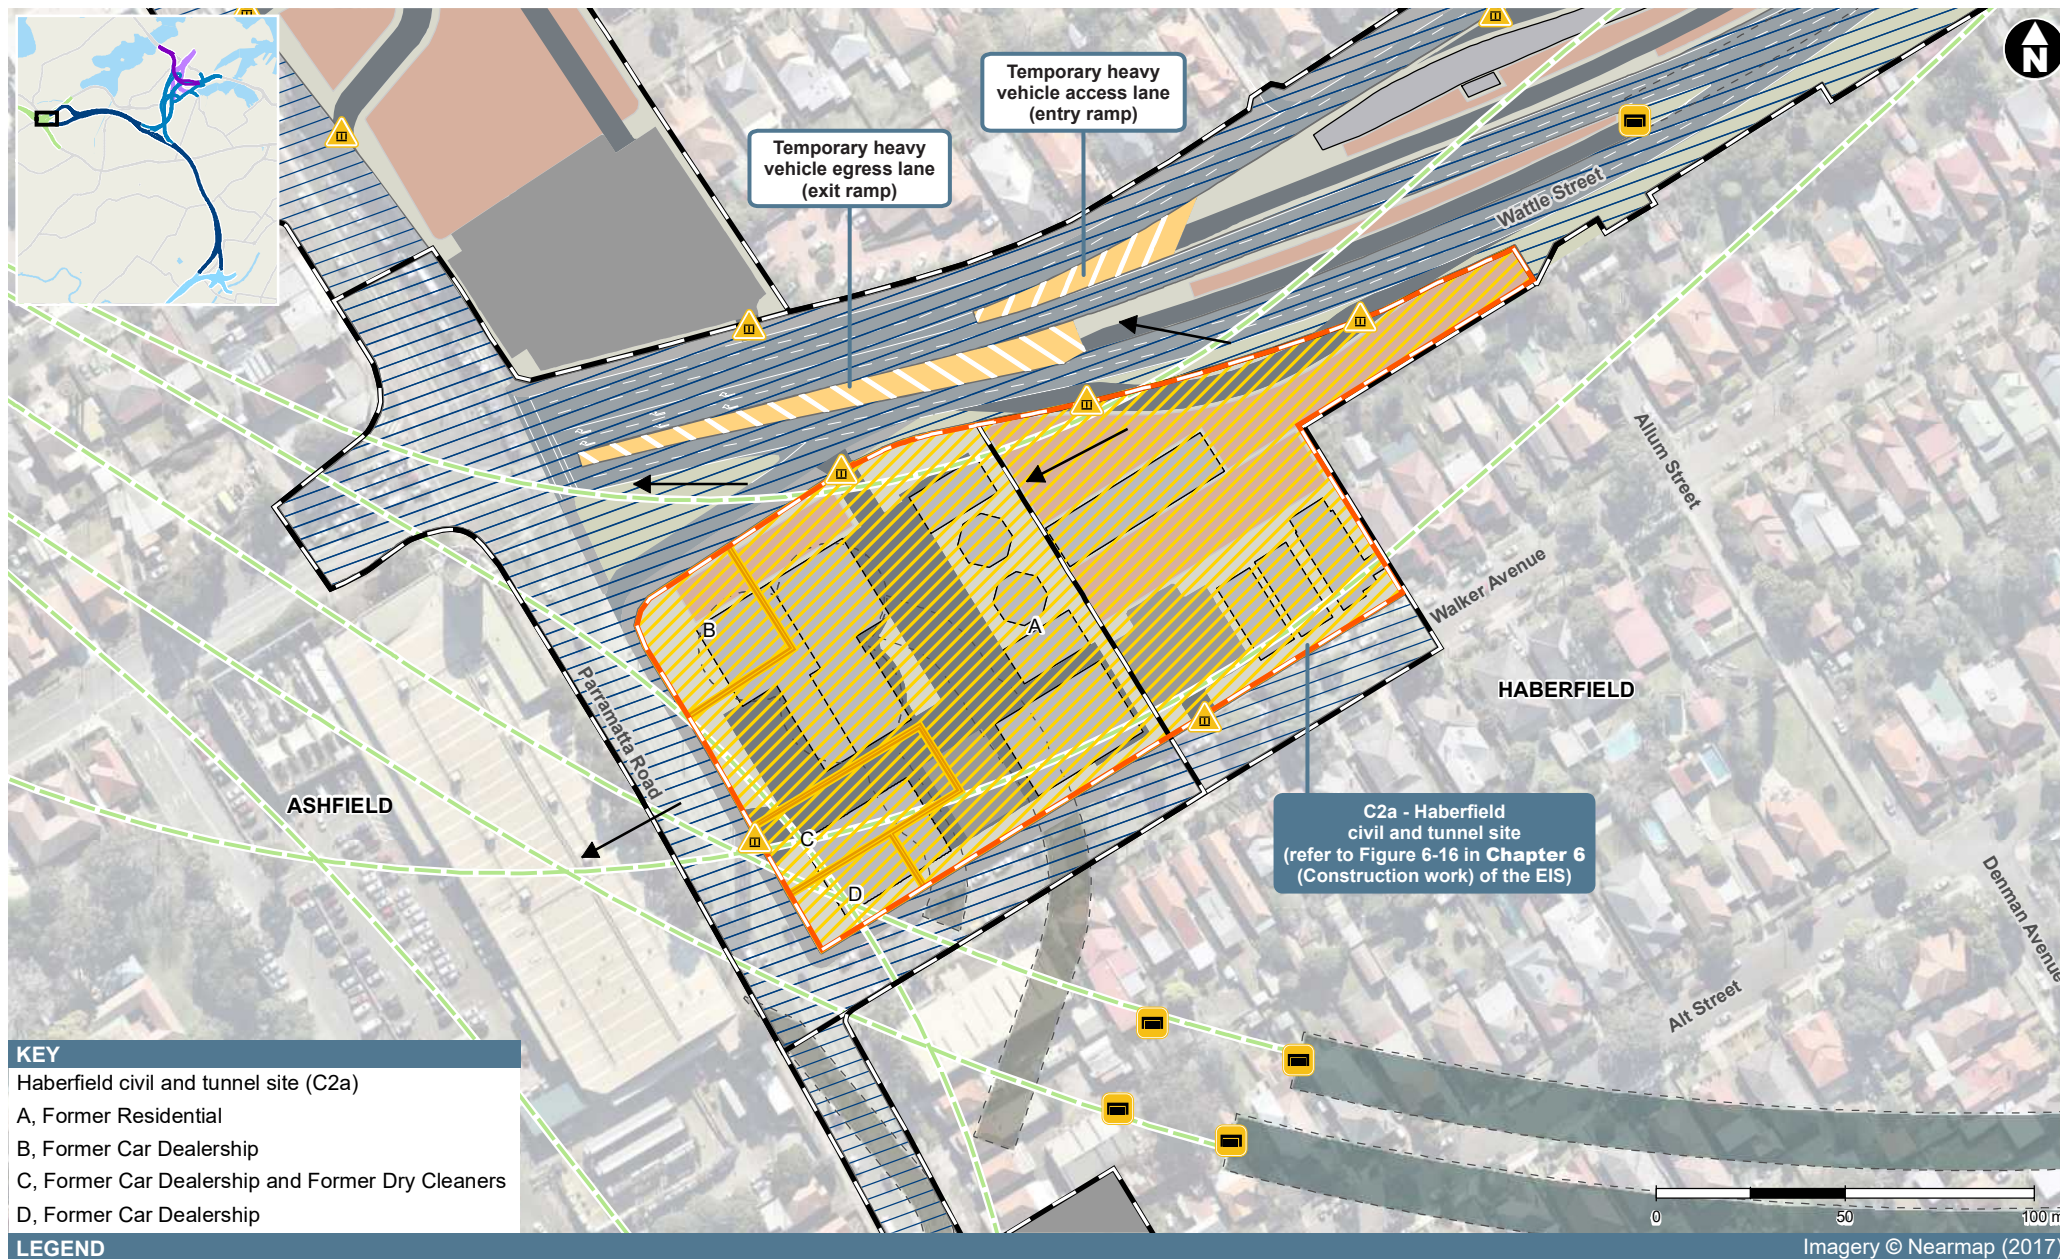 N
Temporary heavy
vehicle access lane
(entry ramp)
Temporary heavy
vehicle egress lane
(exit ramp)
Wattle Street
Allum Street
Walker Avenue
B
A
HABERFIELD
Parramatta Road
ASHFIELD
C
D
C2a - Haberfield
civil and tunnel site
(refer to Figure 6-16 in Chapter 6
(Construction work) of the EIS)
Denman Avenue
Alt Street
KEY
Haberfield civil and tunnel site (C2a)
A, Former Residential
B, Former Car Dealership
C, Former Car Dealership and Former Dry Cleaners
D, Former Car Dealership
0 50 100 m
LEGEND
Imagery © Nearmap (2017)